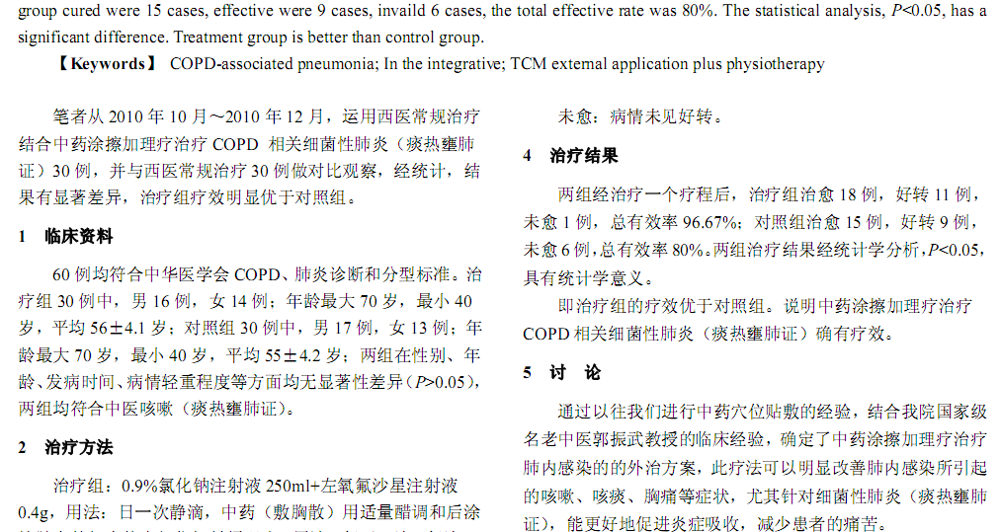 group cured were 15 cases, effective were 9 cases, invaild 6 cases, the total effective rate was 80%. The statistical analysis, P<0.05, has a
significant difference. Treatment group is better than control group.
【Keywords】 COPD-associated pneumonia; In the integrative; TCM external application plus physiotherapy
笔者从 2010 年 10 月～2010 年 12 月，运用西医常规治疗
结合中药涂擦加理疗治疗 COPD 相关细菌性肺炎（痰热壅肺
证）30 例，并与西医常规治疗 30 例做对比观察，经统计，结
果有显著差异，治疗组疗效明显优于对照组。
1 临床资料
60 例均符合中华医学会 COPD、肺炎诊断和分型标准。治
疗组 30 例中，男 16 例，女 14 例；年龄最大 70 岁，最小 40
岁，平均 56±4.1 岁；对照组 30 例中，男 17 例，女 13 例；年
龄最大 70 岁，最小 40 岁，平均 55±4.2 岁；两组在性别、年
龄、发病时间、病情轻重程度等方面均无显著性差异（P>0.05），
两组均符合中医咳嗽（痰热壅肺证）。
2 治疗方法
治疗组：0.9%氯化钠注射液 250ml+左氧氟沙星注射液
0.4g，用法：日一次静滴，中药（敷胸散）用适量醋调和后涂
未愈：病情未见好转。
4 治疗结果
两组经治疗一个疗程后，治疗组治愈 18 例，好转 11 例，
未愈 1 例，总有效率 96.67%；对照组治愈 15 例，好转 9 例，
未愈 6 例，总有效率 80%。两组治疗结果经统计学分析，P<0.05，
具有统计学意义。
即治疗组的疗效优于对照组。说明中药涂擦加理疗治疗
COPD 相关细菌性肺炎（痰热壅肺证）确有疗效。
5 讨 论
通过以往我们进行中药穴位贴敷的经验，结合我院国家级
名老中医郭振武教授的临床经验，确定了中药涂擦加理疗治疗
肺内感染的的外治方案，此疗法可以明显改善肺内感染所引起
的咳嗽、咳痰、胸痛等症状，尤其针对细菌性肺炎（痰热壅肺
证），能更好地促进炎症吸收，减少患者的痛苦。